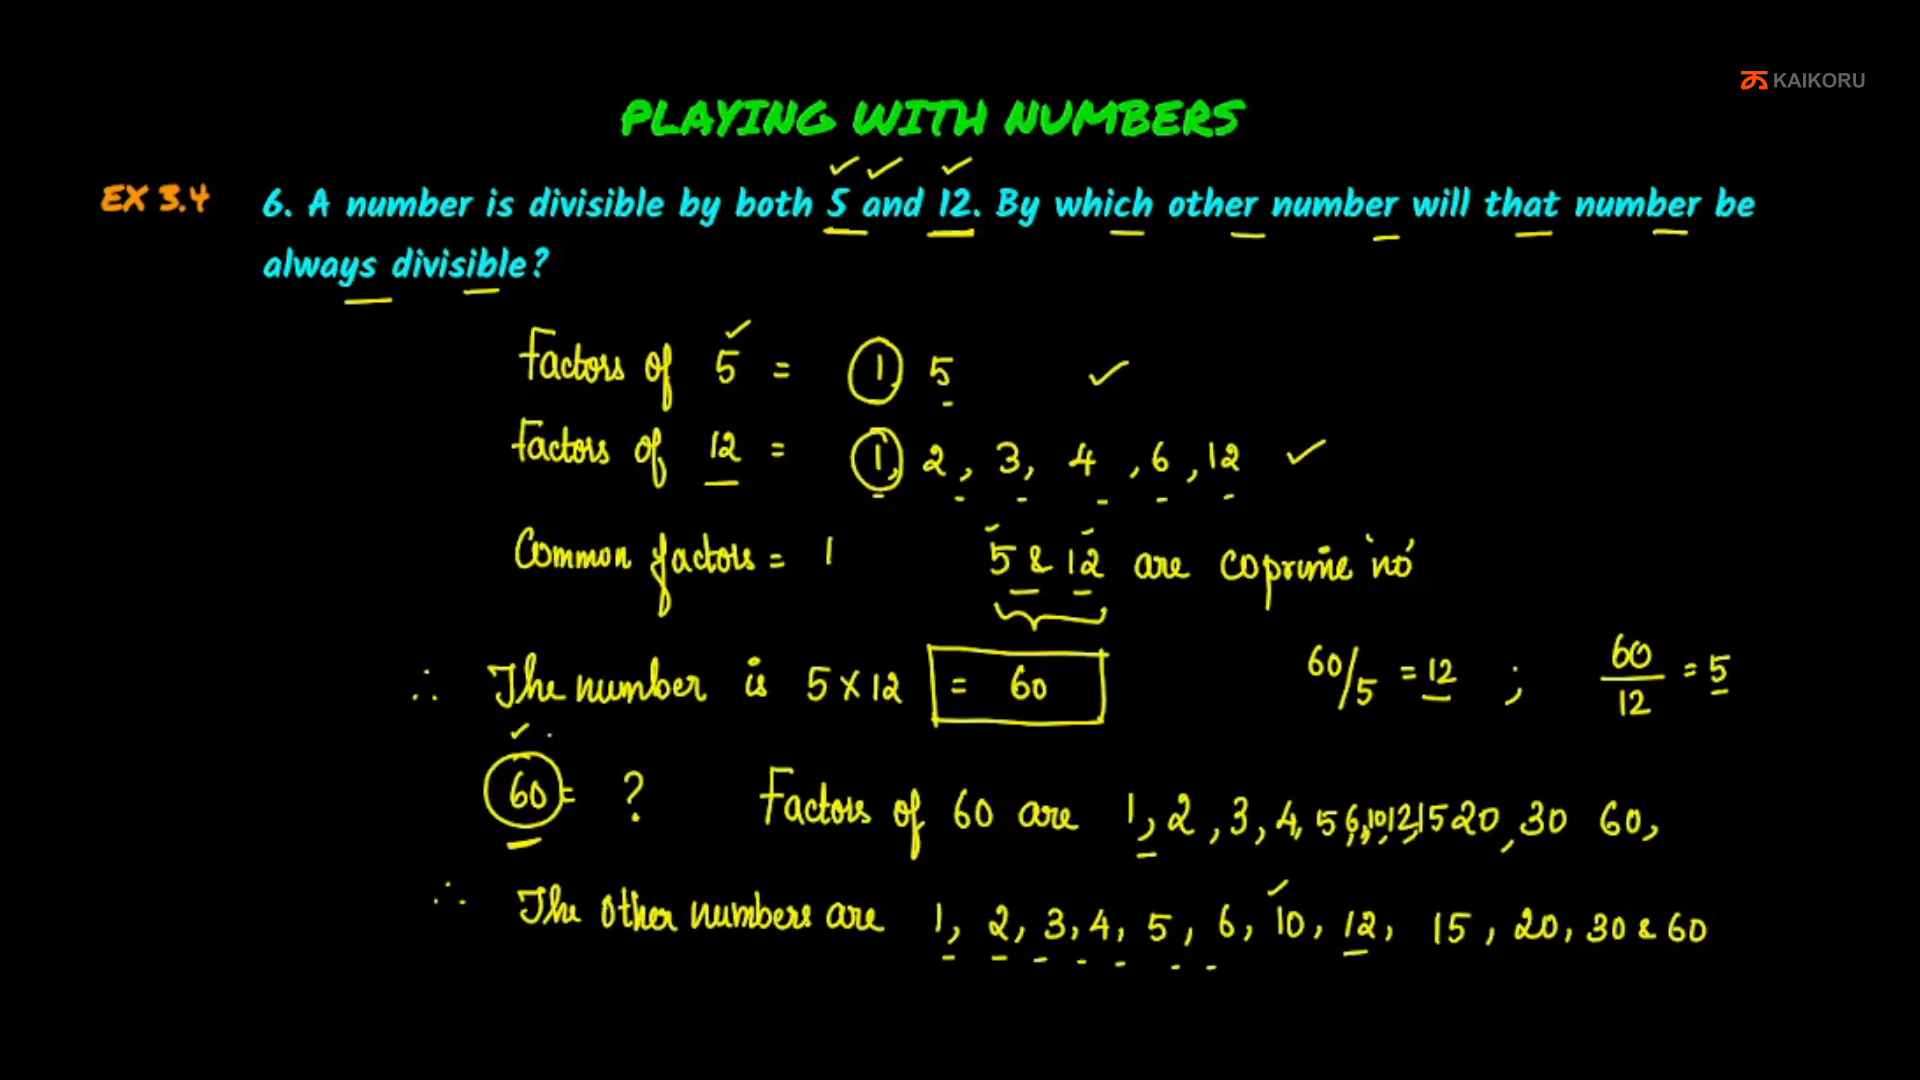 KAIKORU
PLAYING WITH NUMBERS
EX 3.4
6. A number is divisible by both 5 and 12. By which other number will that number be
always divisible?
Factors of 5 = 1, 5
Factors of 12 = 1, 2, 3, 4, 6, 12
Common factors = 1 5 & 12 are coprime no
∴ The number is 5 × 12 = 60 60/5 = 12 ; 60/12 = 5
60 = ? Factors of 60 are 1, 2, 3, 4, 5 6, 10, 12, 15 20, 30 60,
∴ The other numbers are 1, 2, 3, 4, 5, 6, 10, 12, 15, 20, 30 & 60